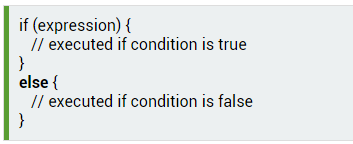 if (expression) {
// executed if condition is true
}
else {
// executed if condition is false
}